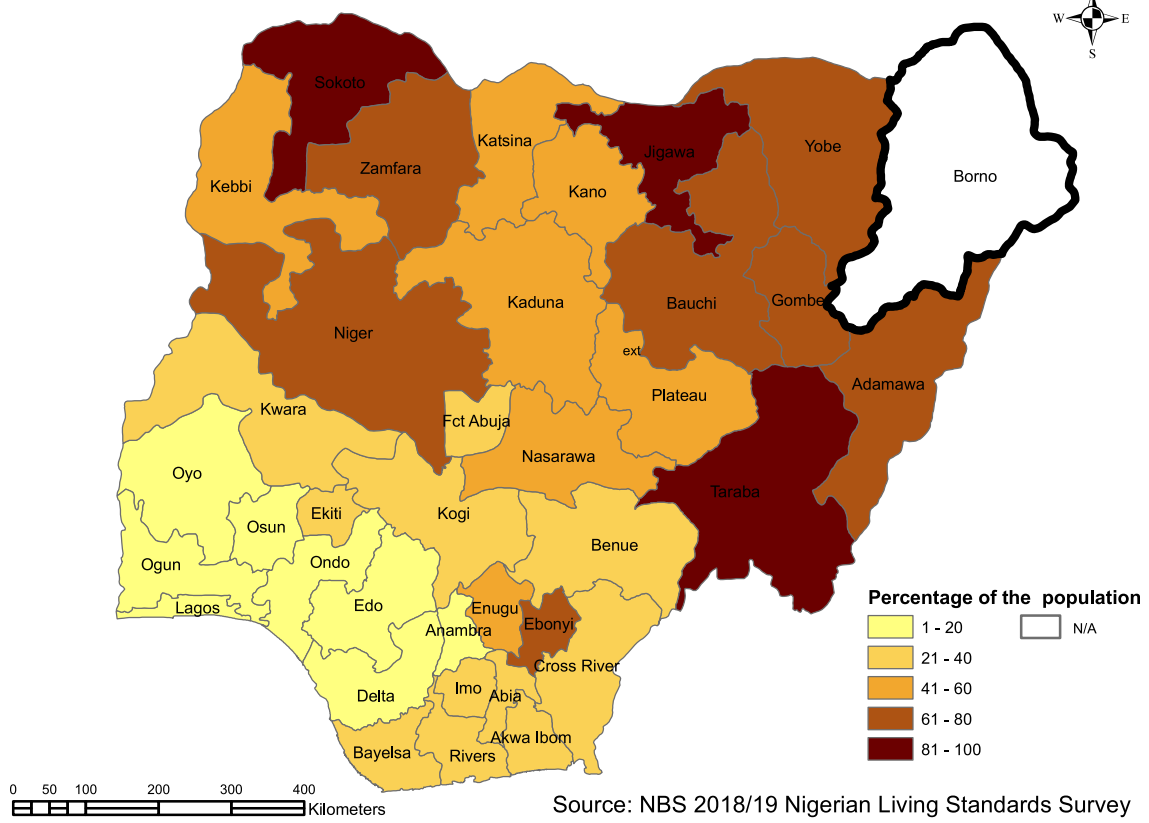 W E
S
Sokoto
Katsina
Yobe
Jigawa
Zamfara
Borno
Kebbi
Kano
Kaduna
Bauchi
Gombe
Niger
ext
Adamawa
Plateau
Kwara
Fct Abuja
Nasarawa
Oyo
Taraba
Ekiti
Kogi
Osun
Benue
Ogun
Ondo
Lagos
Edo
Enugu
Ebonyi
Anambra
Cross River
Imo
Abia
Delta
Akwa Ibom
Bayelsa
Rivers
Percentage of the population
1 - 20
N/A
21 - 40
41 - 60
61 - 80
81 - 100
0 50 100 200 300 400
Kilometers
Source: NBS 2018/19 Nigerian Living Standards Survey